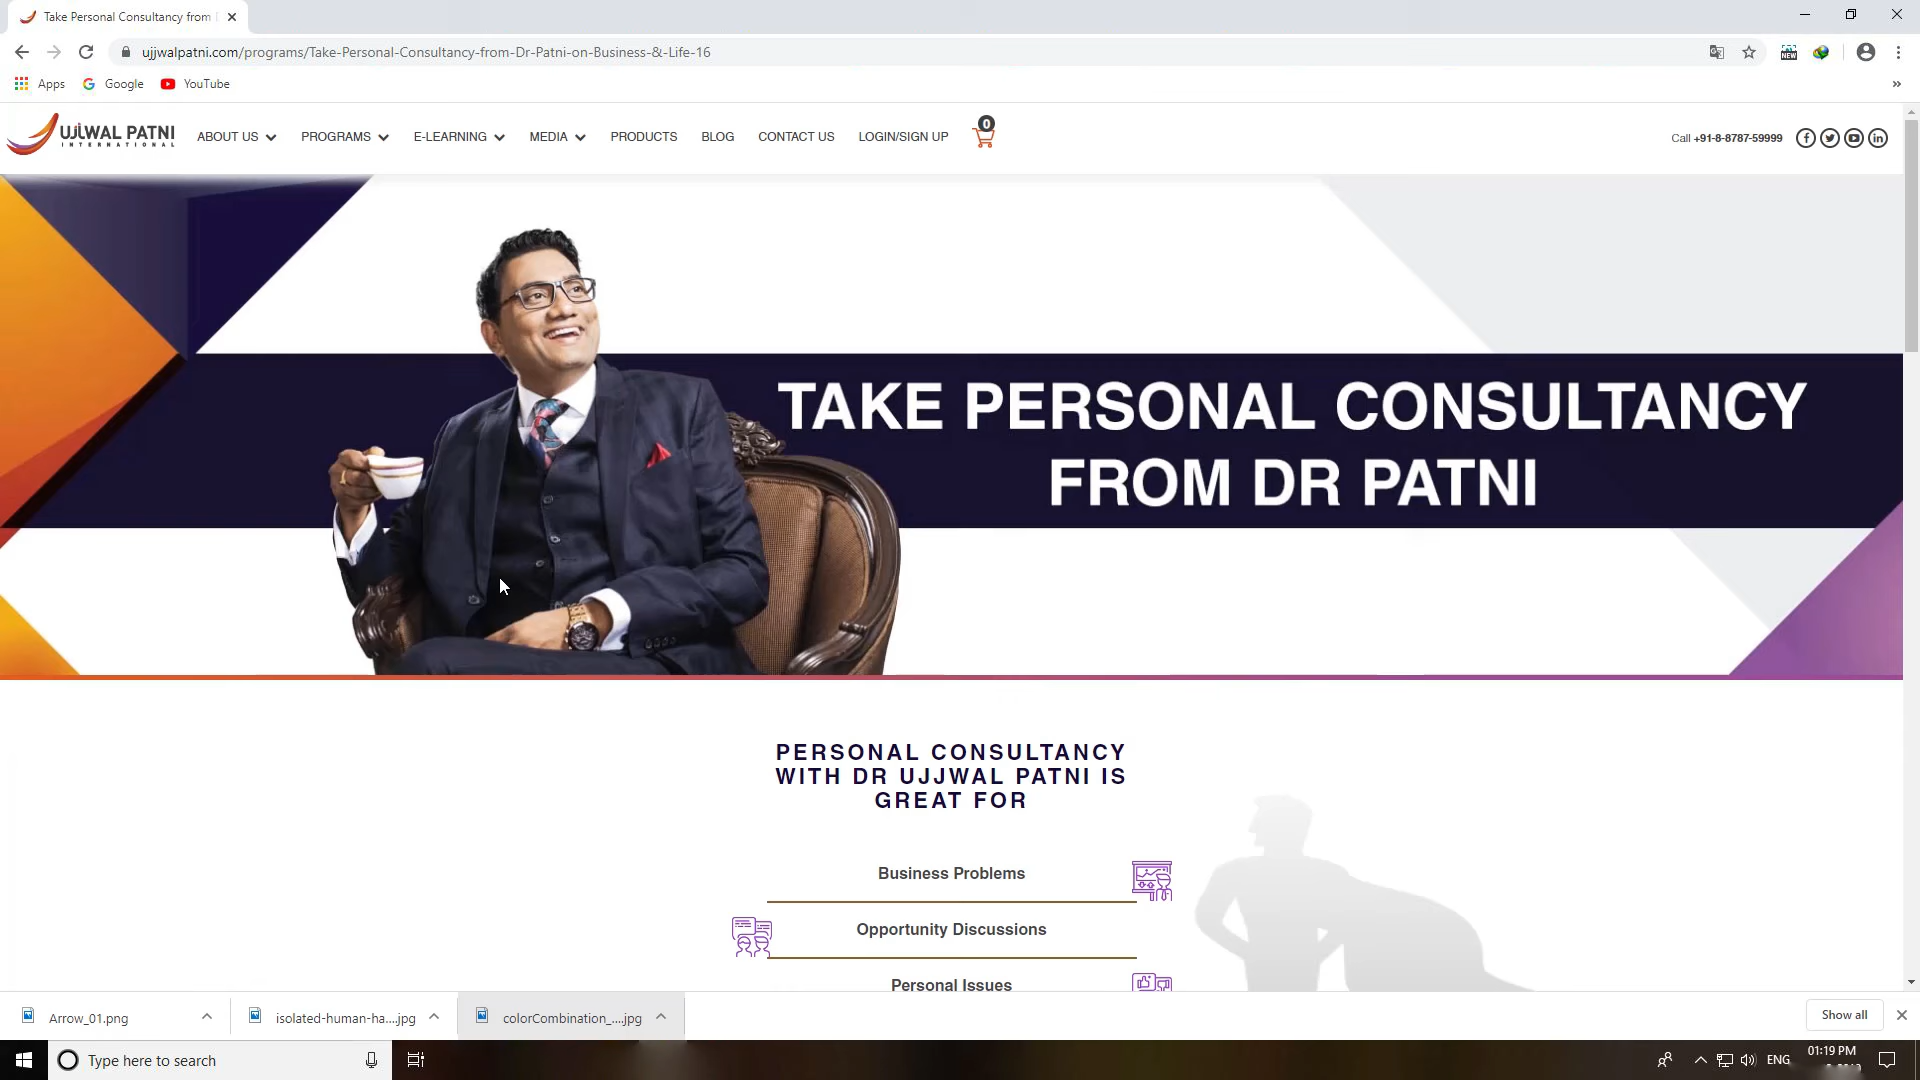 Take Personal Consultancy from
ujjwalpatni.com/programs/Take-Personal-Consultancy-from-Dr-Patni-on-Business-&-Life-16
NEW
Apps
Google
YouTube
»
UJJWAL PATNI
INTERNATIONAL
ABOUT US
PROGRAMS
E-LEARNING
MEDIA
PRODUCTS
BLOG
CONTACT US
LOGIN/SIGN UP
0
Call +91-8-8787-59999
TAKE PERSONAL CONSULTANCY
FROM DR PATNI
PERSONAL CONSULTANCY
WITH DR UJJWAL PATNI IS
GREAT FOR
Business Problems
Opportunity Discussions
Personal Issues
Arrow_01.png
isolated-human-ha....jpg
colorCombination_....jpg
Show all
Type here to search
ENG
01:19 PM